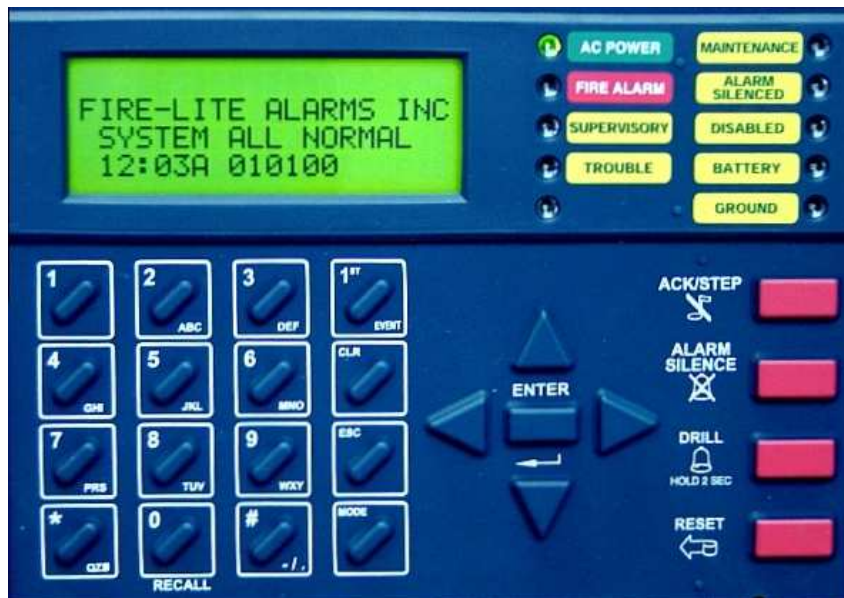 FIRE-LITE ALARMS INC
SYSTEM ALL NORMAL
12:03A 010100
AC POWER
FIRE ALARM
SUPERVISORY
TROUBLE
MAINTENANCE
ALARM
SILENCED
DISABLED
BATTERY
GROUND
1
2
ABC
3
DEF
1ST
EVENT
4
GHI
5
JKL
6
MNO
CLR
7
PRS
8
TUV
9
WXY
ESC
*
QZS
0
#
-/.
MODE
RECALL
ENTER
ACK/STEP
ALARM
SILENCE
DRILL
HOLD 2 SEC
RESET